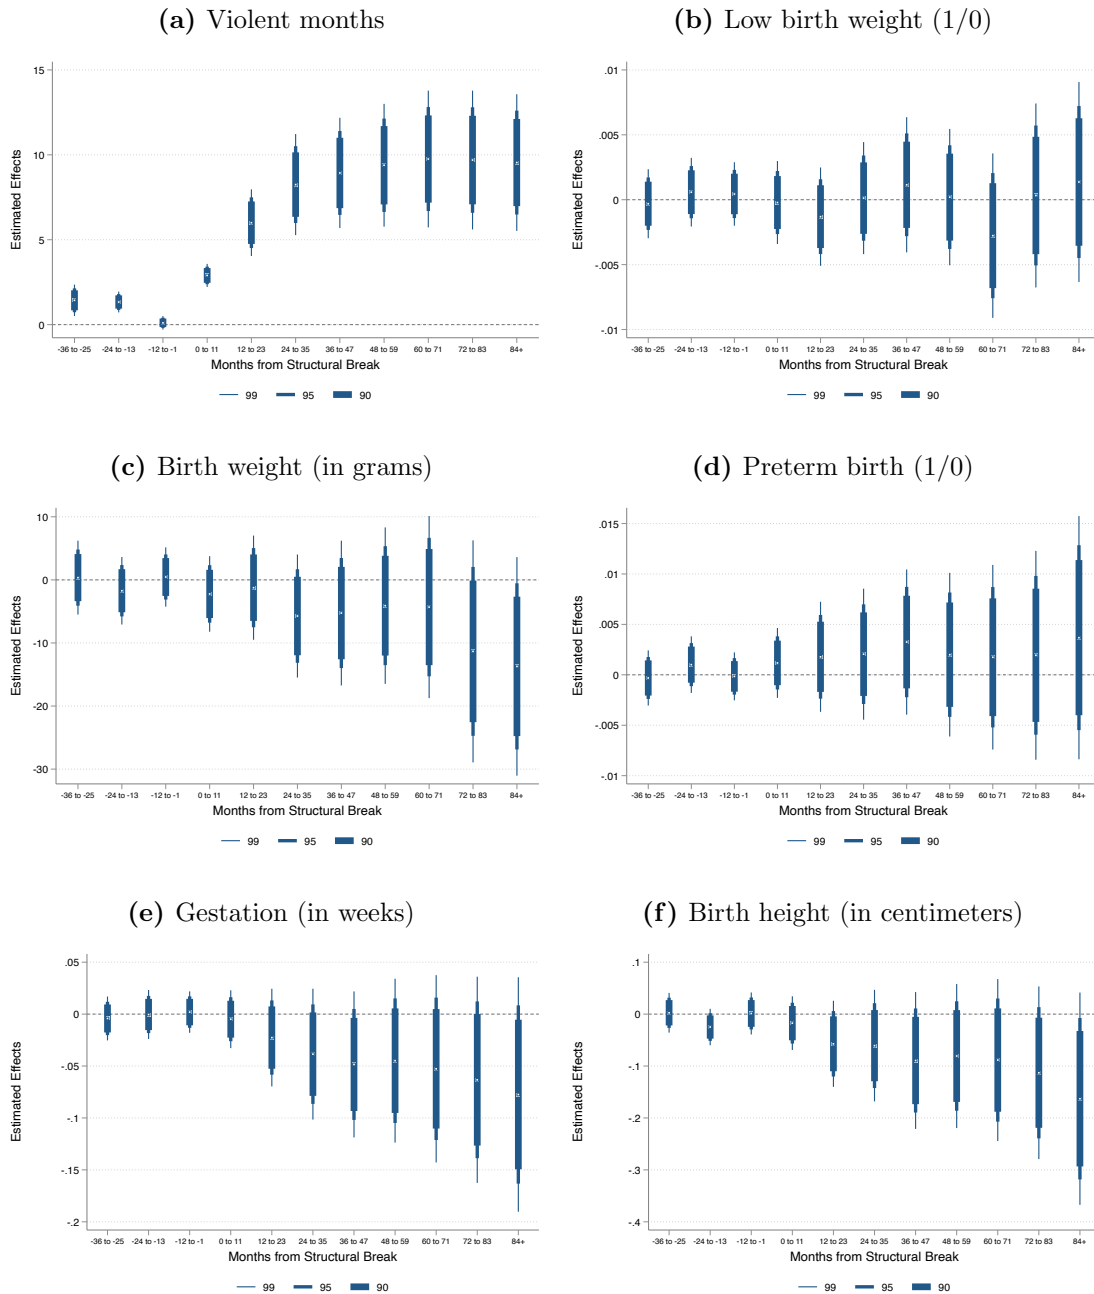 (a) Violent months
15
10
5
0
Estimated Effects
-36 to -25 -24 to -13 -12 to -1 0 to 11 12 to 23 24 to 35 36 to 47 48 to 59 60 to 71 72 to 83 84+
Months from Structural Break
99 95 90
(b) Low birth weight (1/0)
.01
.005
0
-.005
-.01
Estimated Effects
-36 to -25 -24 to -13 -12 to -1 0 to 11 12 to 23 24 to 35 36 to 47 48 to 59 60 to 71 72 to 83 84+
Months from Structural Break
99 95 90
(c) Birth weight (in grams)
10
0
-10
-20
-30
Estimated Effects
-36 to -25 -24 to -13 -12 to -1 0 to 11 12 to 23 24 to 35 36 to 47 48 to 59 60 to 71 72 to 83 84+
Months from Structural Break
99 95 90
(d) Preterm birth (1/0)
.015
.01
.005
0
-.005
-.01
Estimated Effects
-36 to -25 -24 to -13 -12 to -1 0 to 11 12 to 23 24 to 35 36 to 47 48 to 59 60 to 71 72 to 83 84+
Months from Structural Break
99 95 90
(e) Gestation (in weeks)
.05
0
-.05
-.1
-.15
-.2
Estimated Effects
-36 to -25 -24 to -13 -12 to -1 0 to 11 12 to 23 24 to 35 36 to 47 48 to 59 60 to 71 72 to 83 84+
Months from Structural Break
99 95 90
(f) Birth height (in centimeters)
.1
0
-.1
-.2
-.3
-.4
Estimated Effects
-36 to -25 -24 to -13 -12 to -1 0 to 11 12 to 23 24 to 35 36 to 47 48 to 59 60 to 71 72 to 83 84+
Months from Structural Break
99 95 90